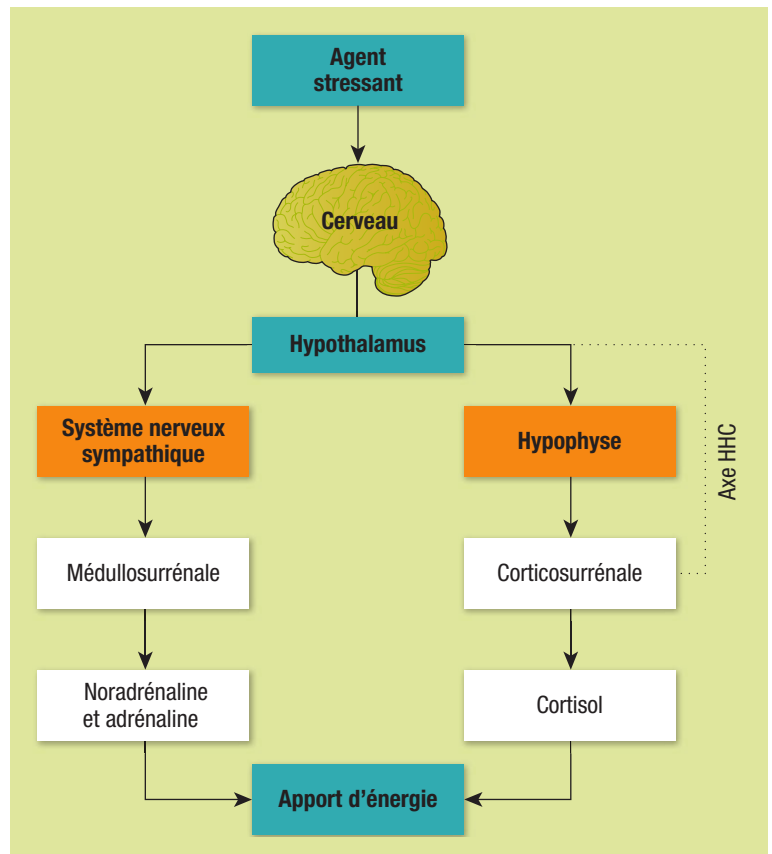 Agent
stressant
Cerveau
Hypothalamus
Système nerveux
sympathique
Hypophyse
Axe HHC
Médullosurrénale
Corticosurrénale
Noradrénaline
et adrénaline
Cortisol
Apport d'énergie